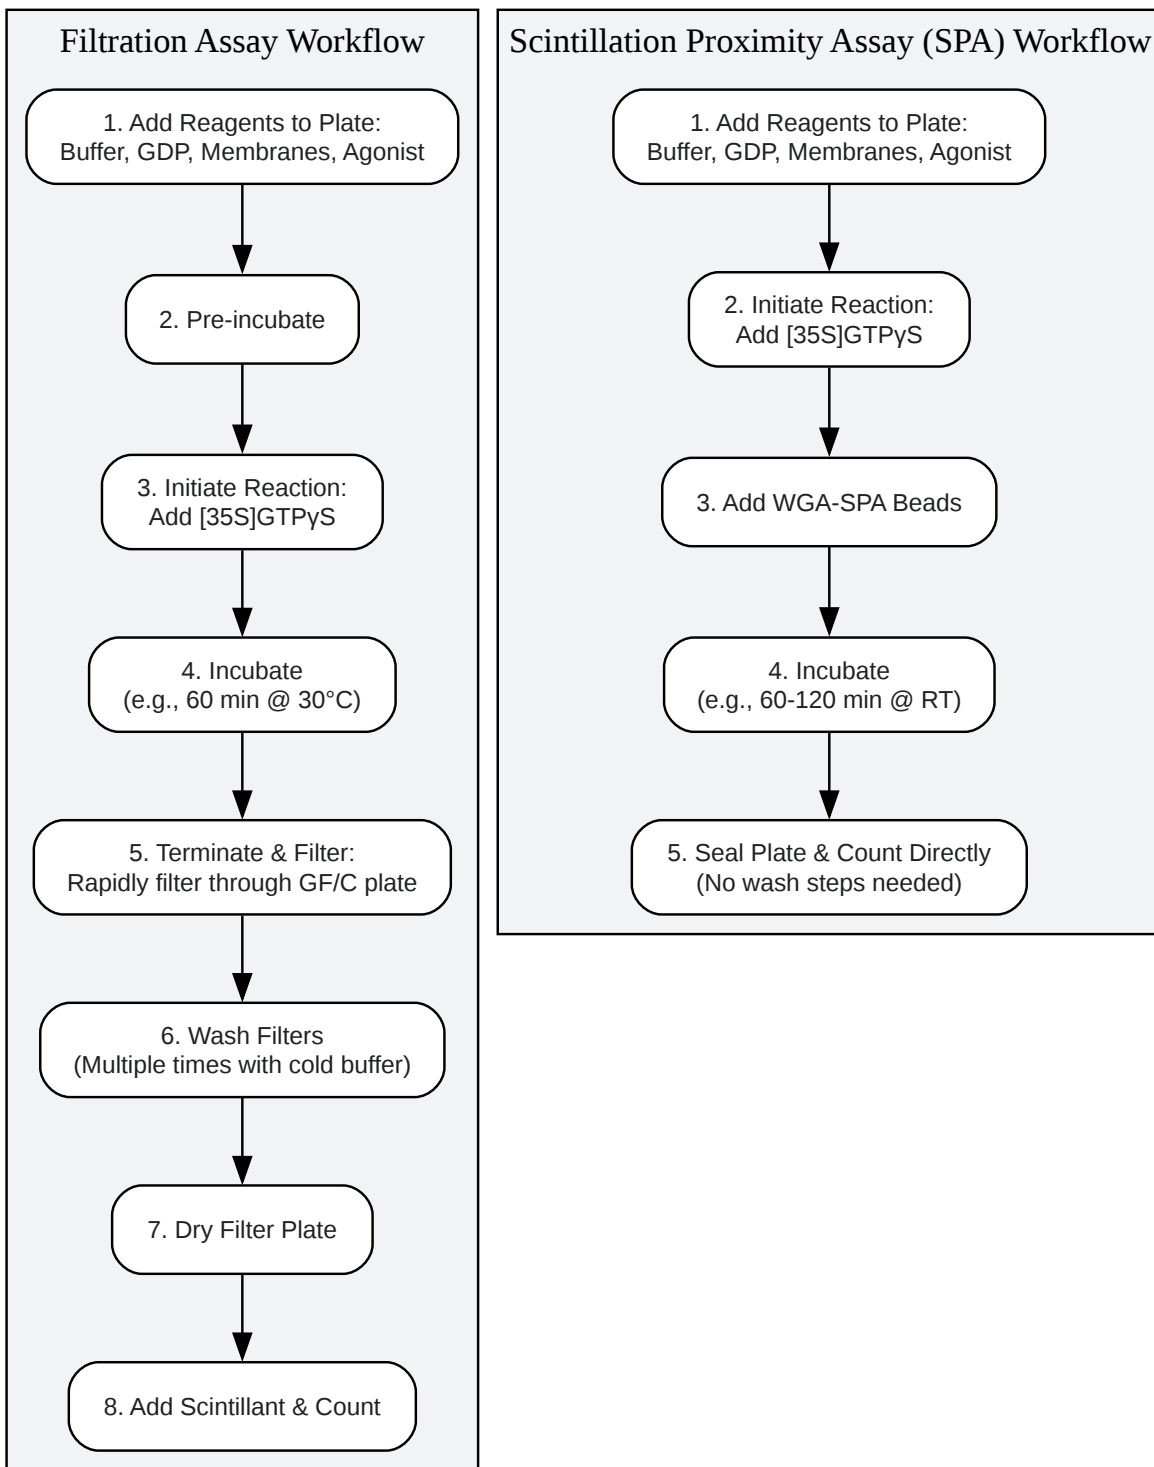 Filtration Assay Workflow
1. Add Reagents to Plate:
Buffer, GDP, Membranes, Agonist
2. Pre-incubate
3. Initiate Reaction:
Add [35S]GTPγS
4. Incubate
(e.g., 60 min @ 30°C)
5. Terminate & Filter:
Rapidly filter through GF/C plate
6. Wash Filters
(Multiple times with cold buffer)
7. Dry Filter Plate
8. Add Scintillant & Count
Scintillation Proximity Assay (SPA) Workflow
1. Add Reagents to Plate:
Buffer, GDP, Membranes, Agonist
2. Initiate Reaction:
Add [35S]GTPγS
3. Add WGA-SPA Beads
4. Incubate
(e.g., 60-120 min @ RT)
5. Seal Plate & Count Directly
(No wash steps needed)